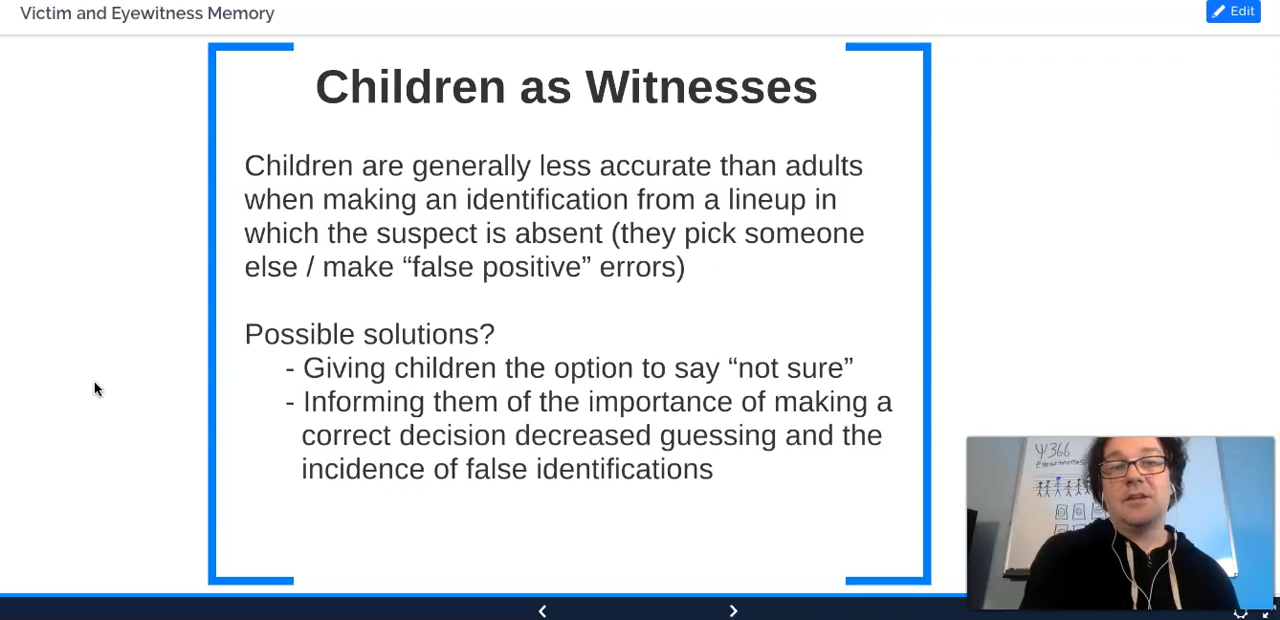 Victim and Eyewitness Memory
Edit
Children as Witnesses
Children are generally less accurate than adults
when making an identification from a lineup in
which the suspect is absent (they pick someone
else / make “false positive” errors)
Possible solutions?
- Giving children the option to say “not sure”
- Informing them of the importance of making a
correct decision decreased guessing and the
incidence of false identifications
Ψ366
Eyewitnesses